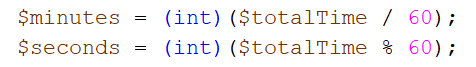 $minutes = (int)($totalTime / 60);
$seconds = (int)($totalTime % 60);